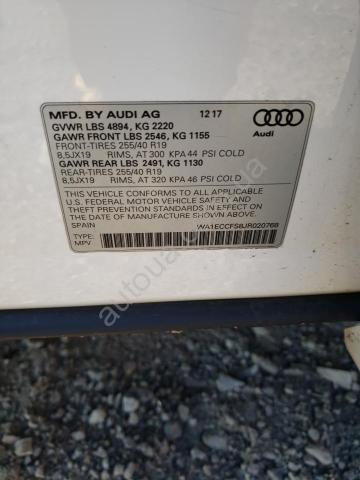 MFD. BY AUDI AG 12 17
GVWR LBS 4894, KG 2220
GAWR FRONT LBS 2546, KG 1155
FRONT-TIRES 255/40 R19
8,5JX19 RIMS, AT 300 KPA 44 PSI COLD
GAWR REAR LBS 2491, KG 1130
REAR-TIRES 255/40 R19
8,5JX19 RIMS, AT 320 KPA 46 PSI COLD
Audi
THIS VEHICLE CONFORMS TO ALL APPLICABLE
U.S. FEDERAL MOTOR VEHICLE SAFETY AND
THEFT PREVENTION STANDARDS IN EFFECT ON
THE DATE OF MANUFACTURE SHOWN ABOVE.
SPAIN
WA1ECCFS8JR020768
TYPE:
MPV